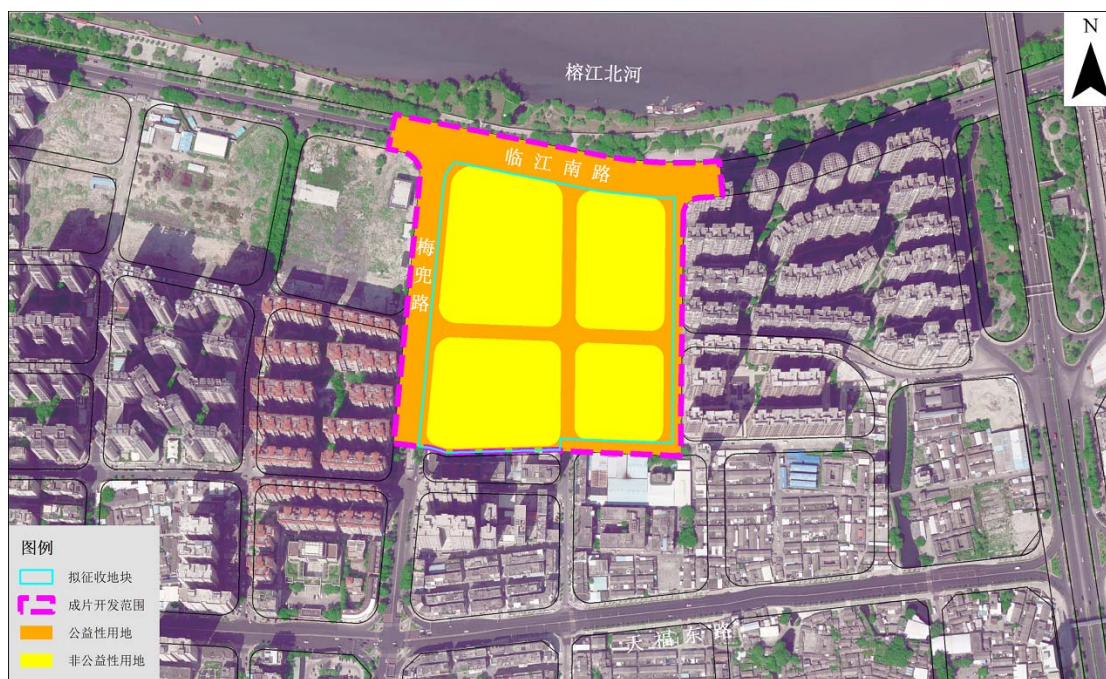 N
榕江北河
临江南路
梅兜路
天福东路
图例
拟征收地块
成片开发范围
公益性用地
非公益性用地